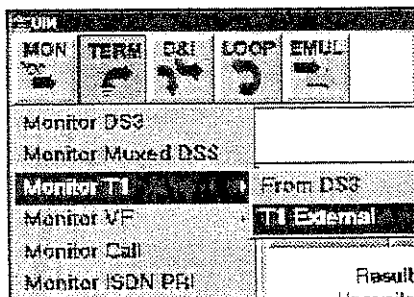 MON TERM D&I LOOP EMUL
Monitor DS3
Monitor Muxed DSS
Monitor T1
From DS3
Monitor VF
T1 External
Monitor Call
Monitor ISDN PRI
Result